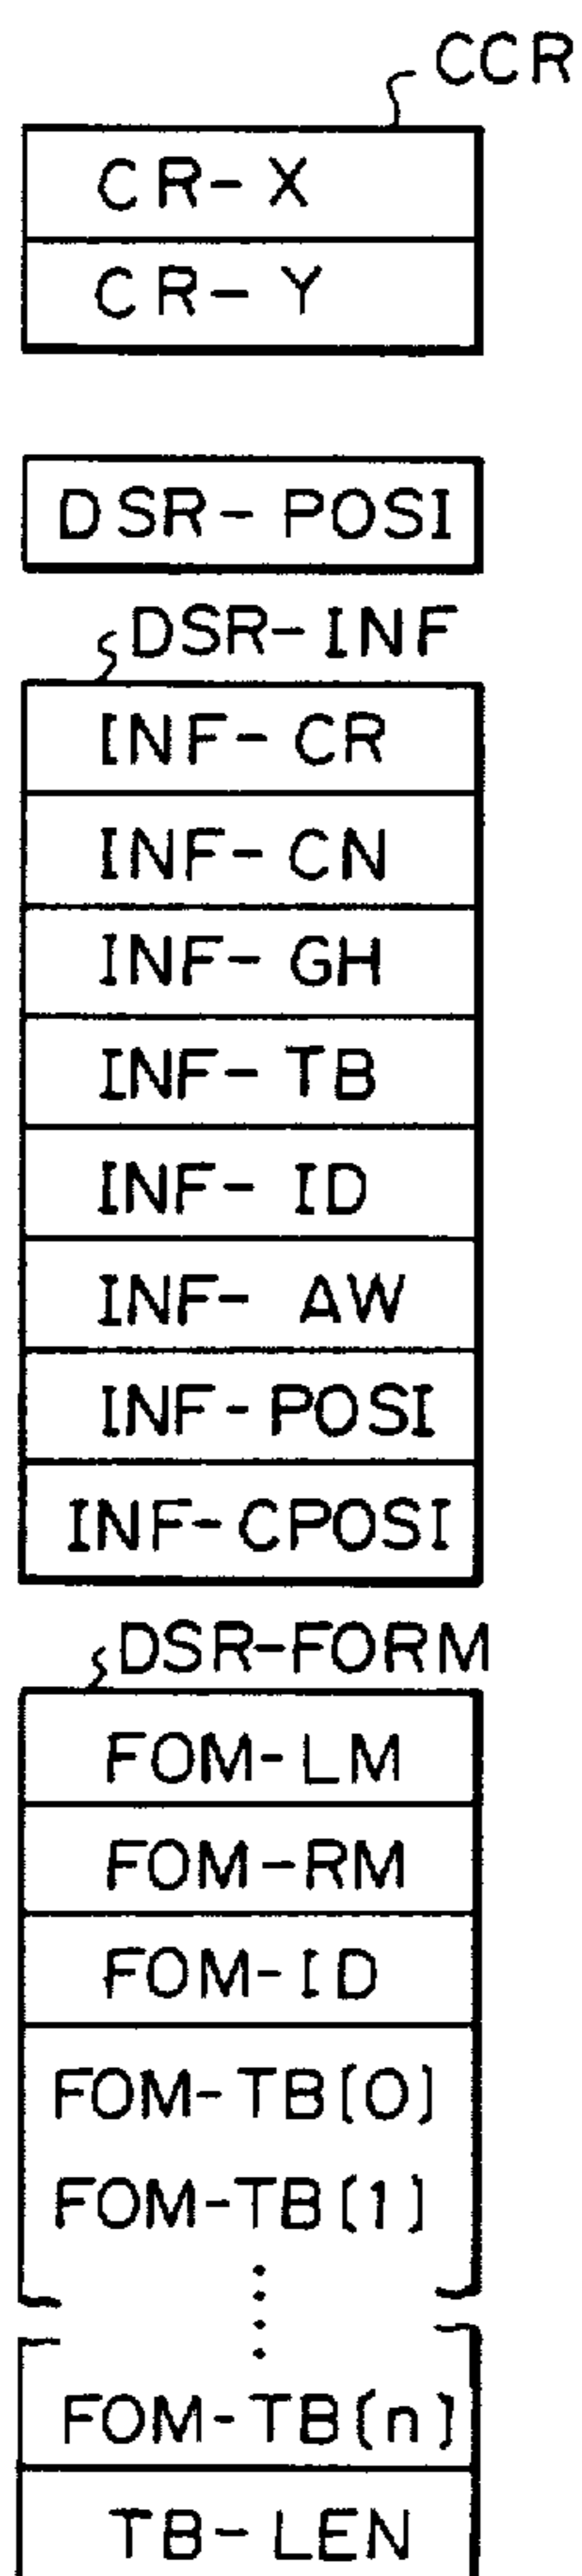 CCR
CR-X
CR-Y
DSR-POSI
DSR-INF
INF-CR
INF-CN
INF-GH
INF-TB
INF-ID
INF-AW
INF-POSI
INF-CPOSI
DSR-FORM
FOM-LM
FOM-RM
FOM-ID
FOM-TB[0]
FOM-TB[1]
FOM-TB[n]
TB-LEN